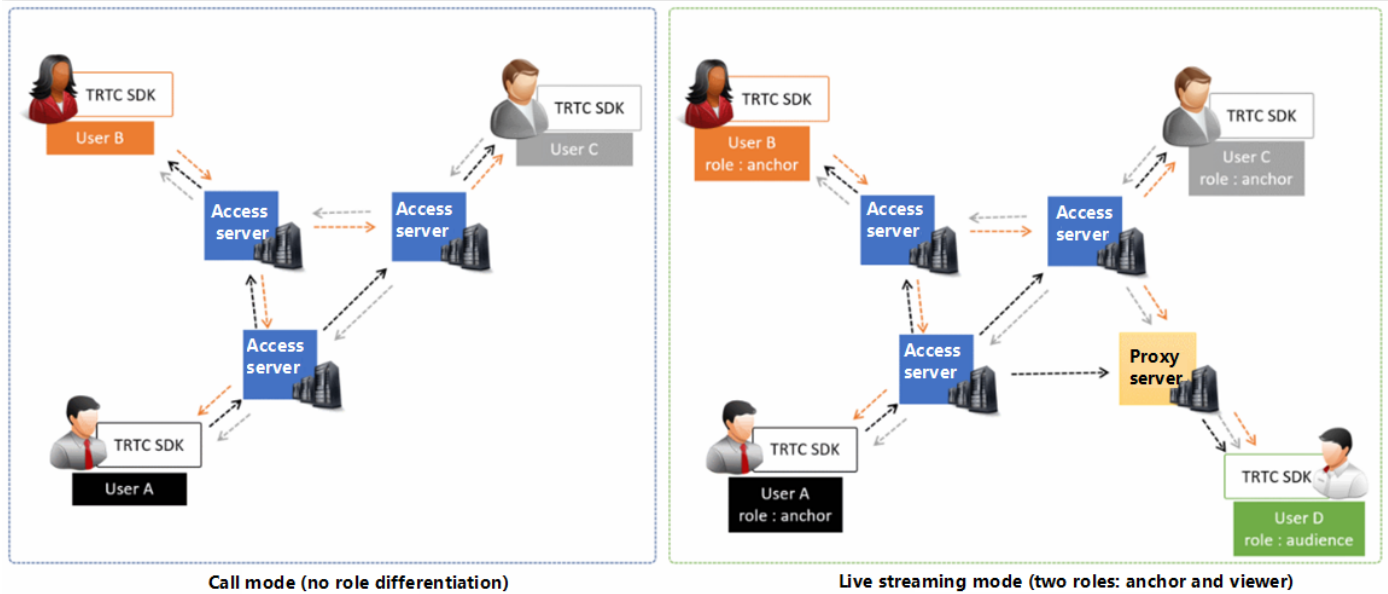 TRTC SDK
User B
TRTC SDK
User C
Access
server
Access
server
Access
server
TRTC SDK
User A
Call mode (no role differentiation)
TRTC SDK
User B
role : anchor
TRTC SDK
User C
role : anchor
Access
server
Access
server
Access
server
Proxy
server
TRTC SDK
User A
role : anchor
TRTC SDK
User D
role : audience
Live streaming mode (two roles: anchor and viewer)